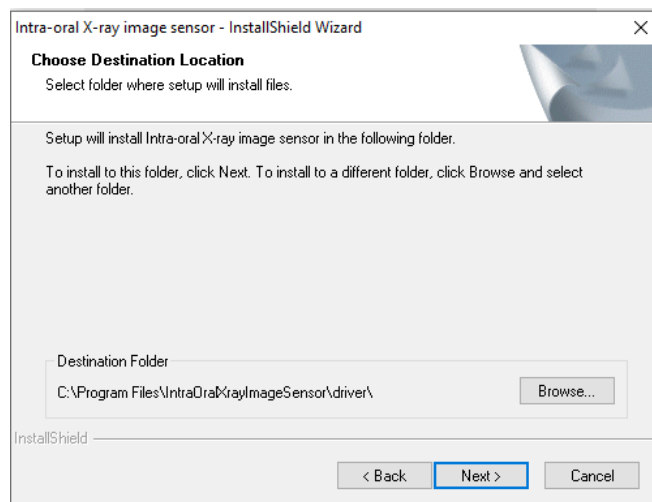 Intra-oral X-ray image sensor - InstallShield Wizard
Choose Destination Location
Select folder where setup will install files.
Setup will install Intra-oral X-ray image sensor in the following folder.
To install to this folder, click Next. To install to a different folder, click Browse and select
another folder.
Destination Folder
C:\Program Files\IntraOralXrayImageSensor\driver\
Browse...
InstallShield
< Back
Next >
Cancel